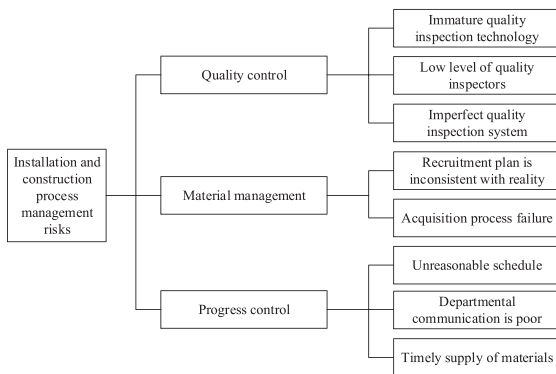 Immature quality
inspection technology
Quality control
Low level of quality
inspectors
Imperfect quality
inspection system
Installation and
construction
process
management
risks
Material management
Recruitment plan is
inconsistent with reality
Acquisition process failure
Progress control
Unreasonable schedule
Departmental
communication is poor
Timely supply of materials